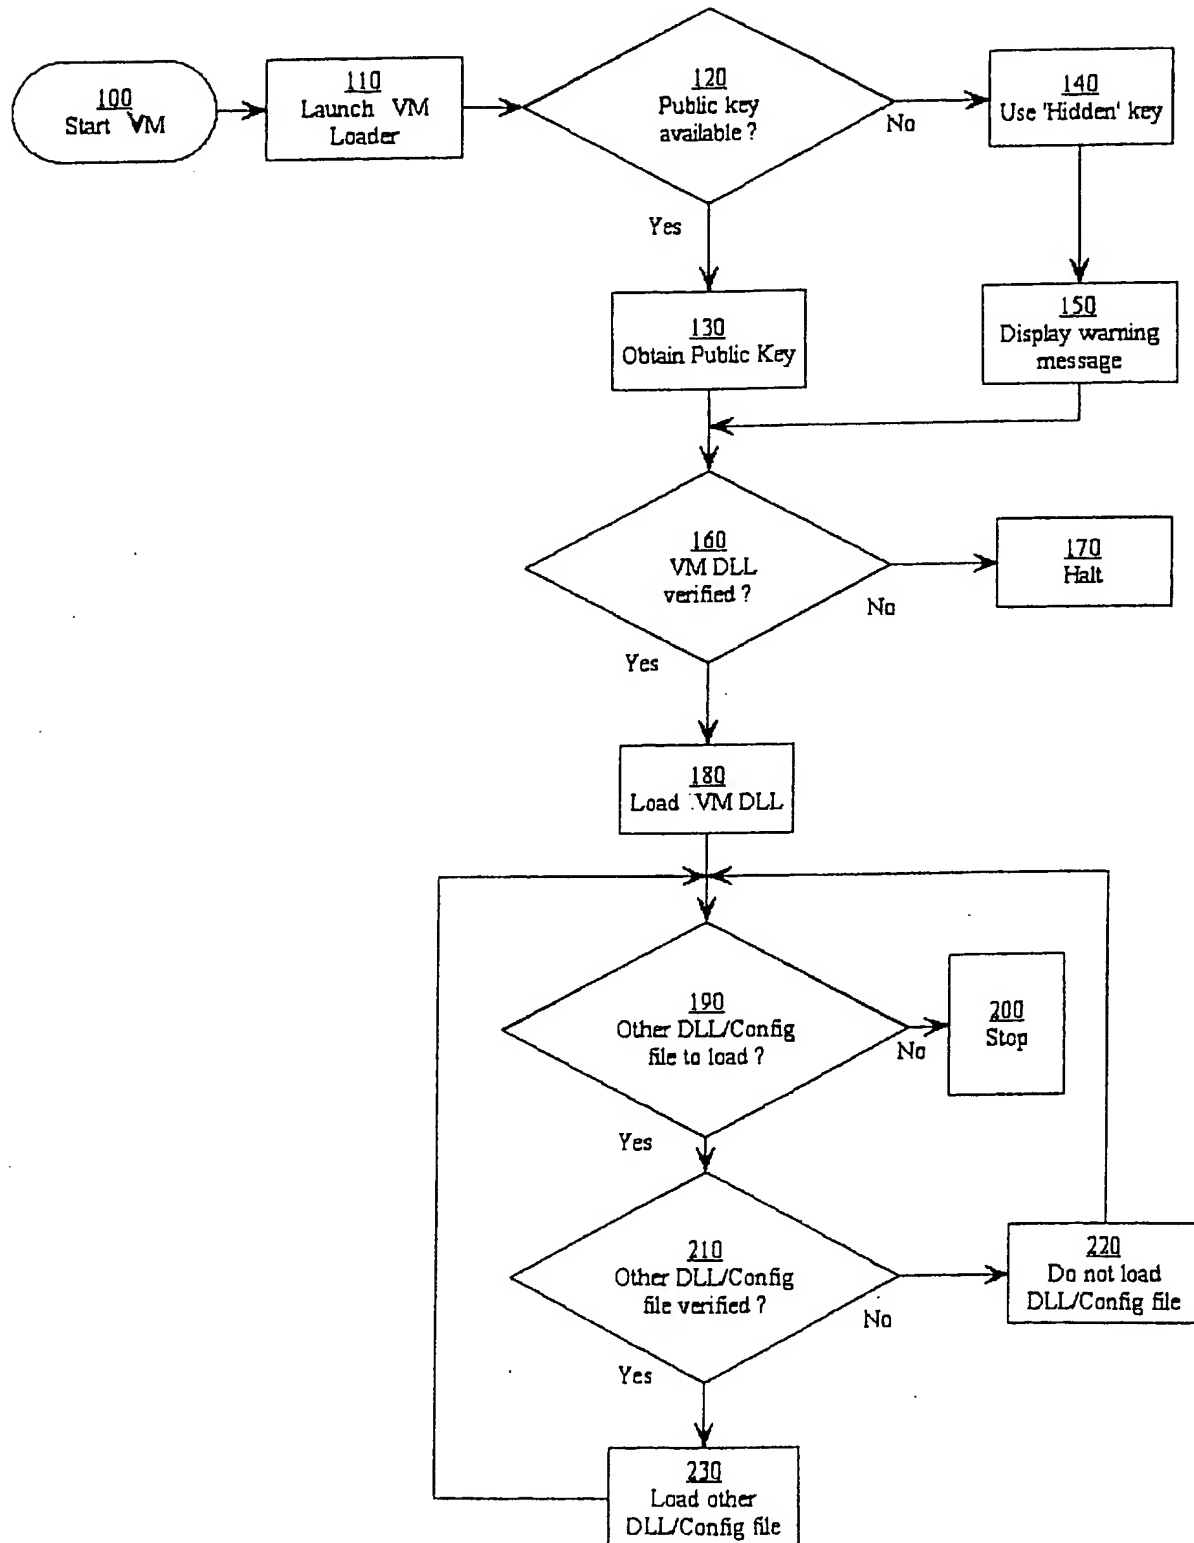 100
Start VM
110
Launch VM
Loader
120
Public key
available ?
No
140
Use 'Hidden' key
Yes
130
Obtain Public Key
150
Display warning
message
160
VM DLL
verified ?
No
170
Halt
Yes
180
Load VM DLL
190
Other DLL/Config
file to load ?
No
200
Stop
Yes
210
Other DLL/Config
file verified ?
No
220
Do not load
DLL/Config file
Yes
230
Load other
DLL/Config file